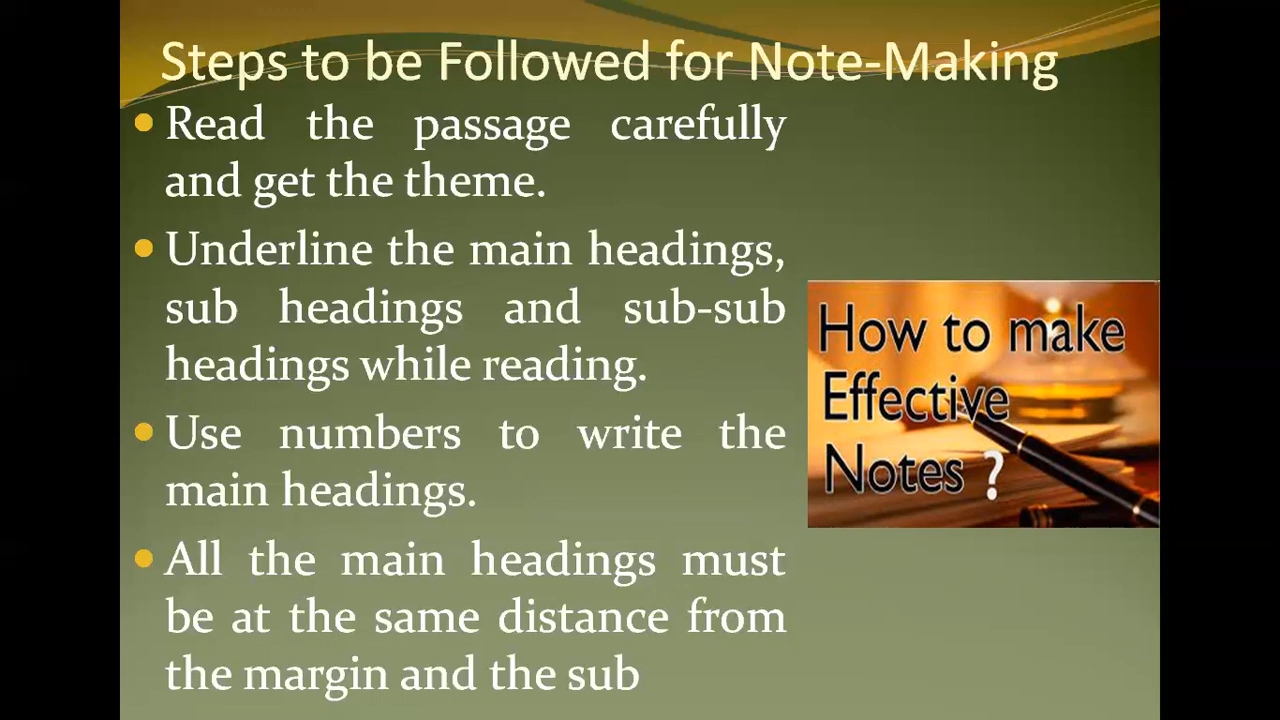 Steps to be Followed for Note-Making
Read the passage carefully
and get the theme.
Underline the main headings,
sub headings and sub-sub
headings while reading.
Use numbers to write the
main headings.
All the main headings must
be at the same distance from
the margin and the sub
How to make
Effective
Notes ?